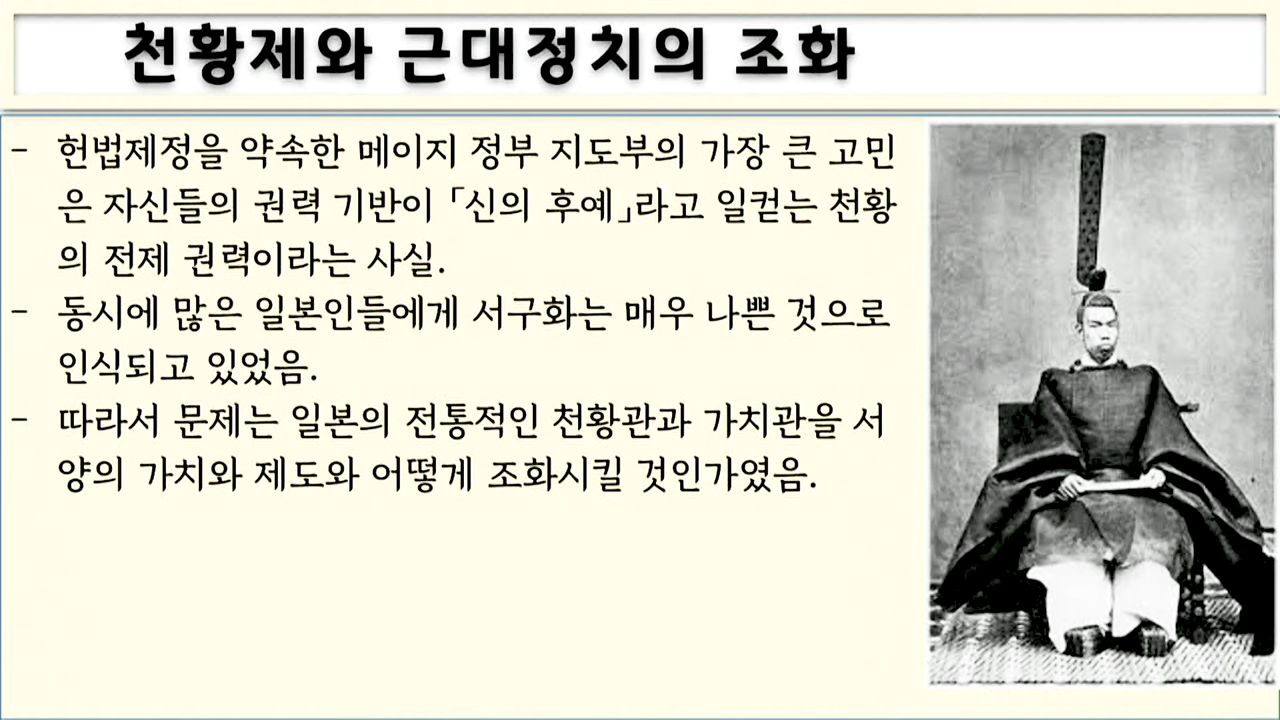 천황제와 근대정치의 조화
- 헌법제정을 약속한 메이지 정부 지도부의 가장 큰 고민
은 자신들의 권력 기반이 「신의 후예」라고 일컫는 천황
의 전제 권력이라는 사실.
- 동시에 많은 일본인들에게 서구화는 매우 나쁜 것으로
인식되고 있었음.
- 따라서 문제는 일본의 전통적인 천황관과 가치관을 서
양의 가치와 제도와 어떻게 조화시킬 것인가였음.